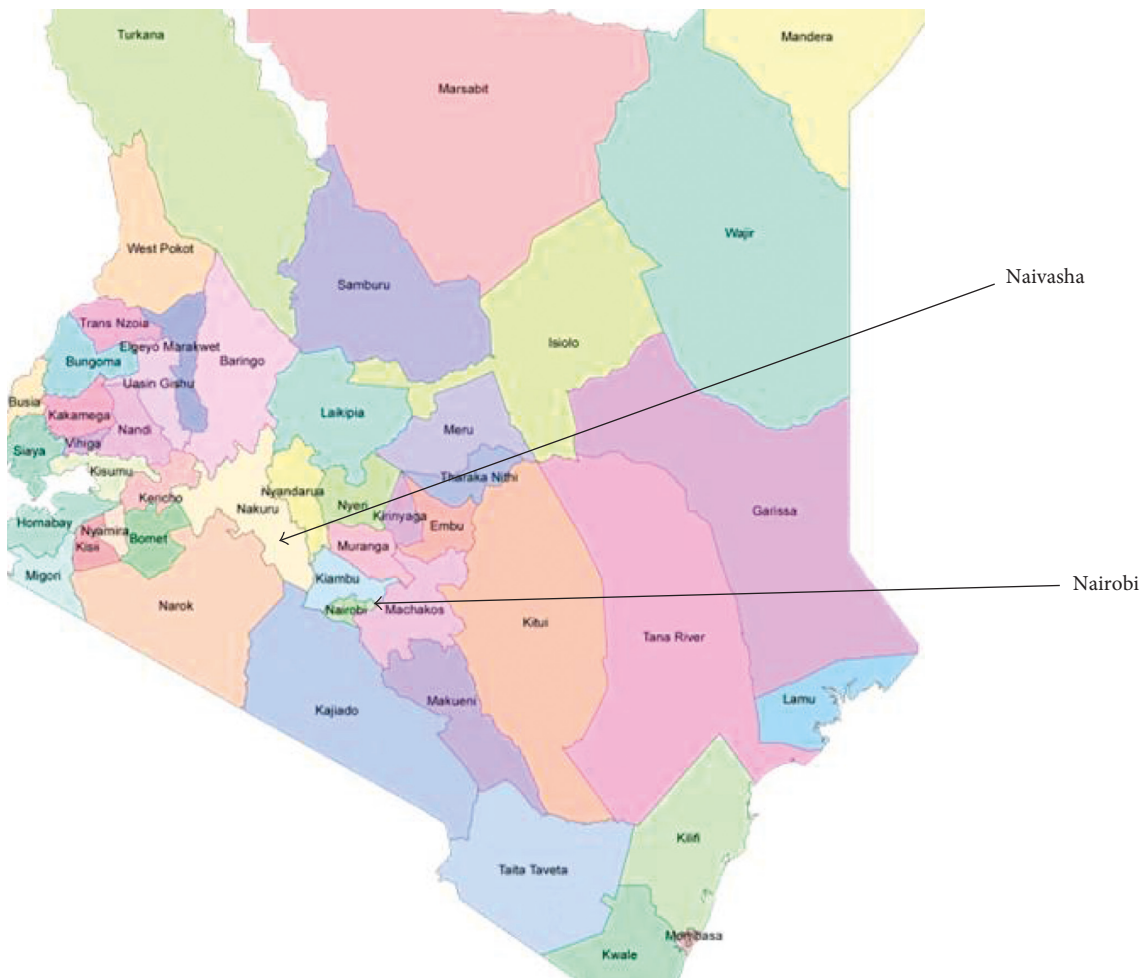 Turkana
Mandera
Marsabit
Wajir
West Pokot
Naivasha
Samburu
Trans Nzoia
Isiolo
Elgeyo Marakwet
Bungoma
Baringo
Uasin Gishu
Busia
Laikipia
Kakamega
Nandi
Meru
Vihiga
Siaya
Kisumu
Nyandarua
Tharaka Nithi
Kericho
Nakuru
Nyeri
Garissa
Kirinyaga
Homabay
Nyamira
Embu
Bomet
Kisii
Muranga
Migori
Kiambu
Nairobi
Narok
Nairobi
Machakos
Kitui
Tana River
Makueni
Lamu
Kajiado
Kilifi
Taita Taveta
Mombasa
Kwale